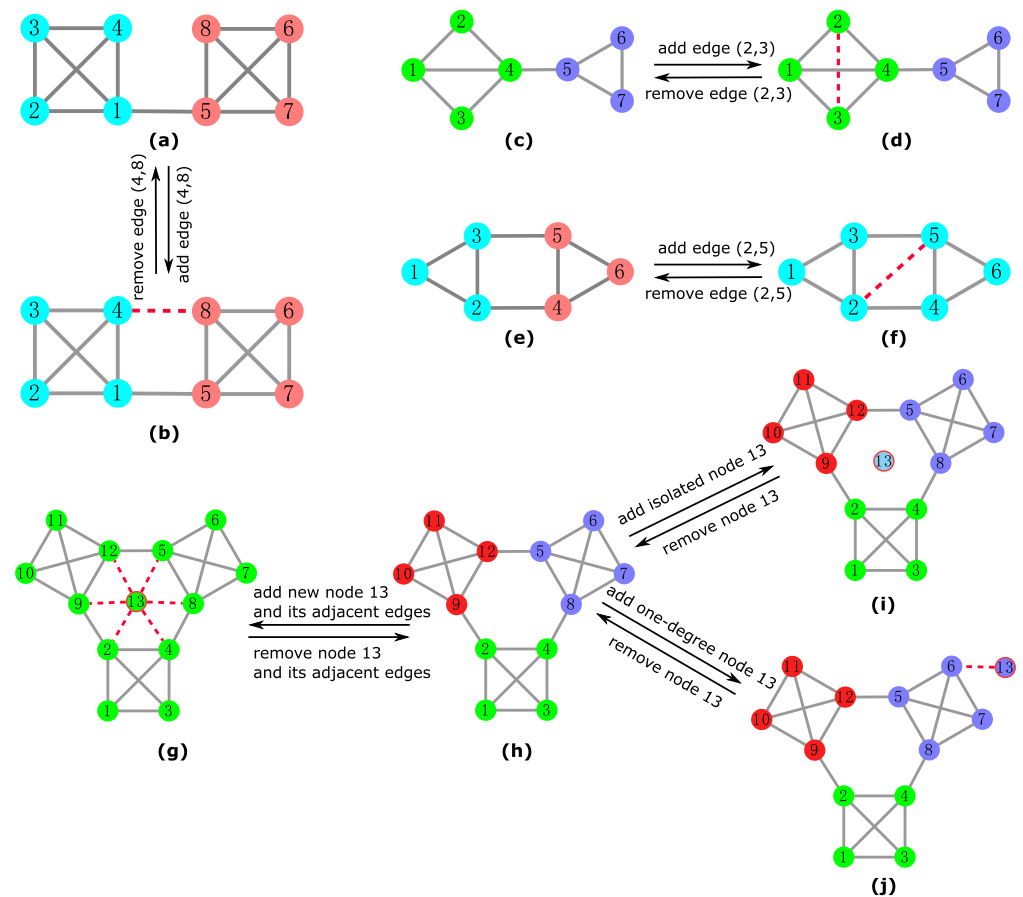 3 4 8 6
2 1 5 7
(a)
remove edge (4,8)
add edge (4,8)
3 4 8 6
2 1 5 7
(b)
2
1 4 5
6
7
3
(c)
add edge (2,3)
remove edge (2,3)
2
1 4 5
6
7
3
(d)
3 5
1 6
2 4
(e)
add edge (2,5)
remove edge (2,5)
3 5
1 6
2 4
(f)
11 6
12 5
10 7
9 13 8
2 4
1 3
(g)
add new node 13
and its adjacent edges
remove node 13
and its adjacent edges
11 6
12 5
10 7
9 8
2 4
1 3
(h)
add isolated node 13
remove node 13
11 6
12 5
10 7
9 13 8
2 4
1 3
(i)
add one-degree node 13
remove node 13
11 6 13
12 5
10 7
9 8
2 4
1 3
(j)